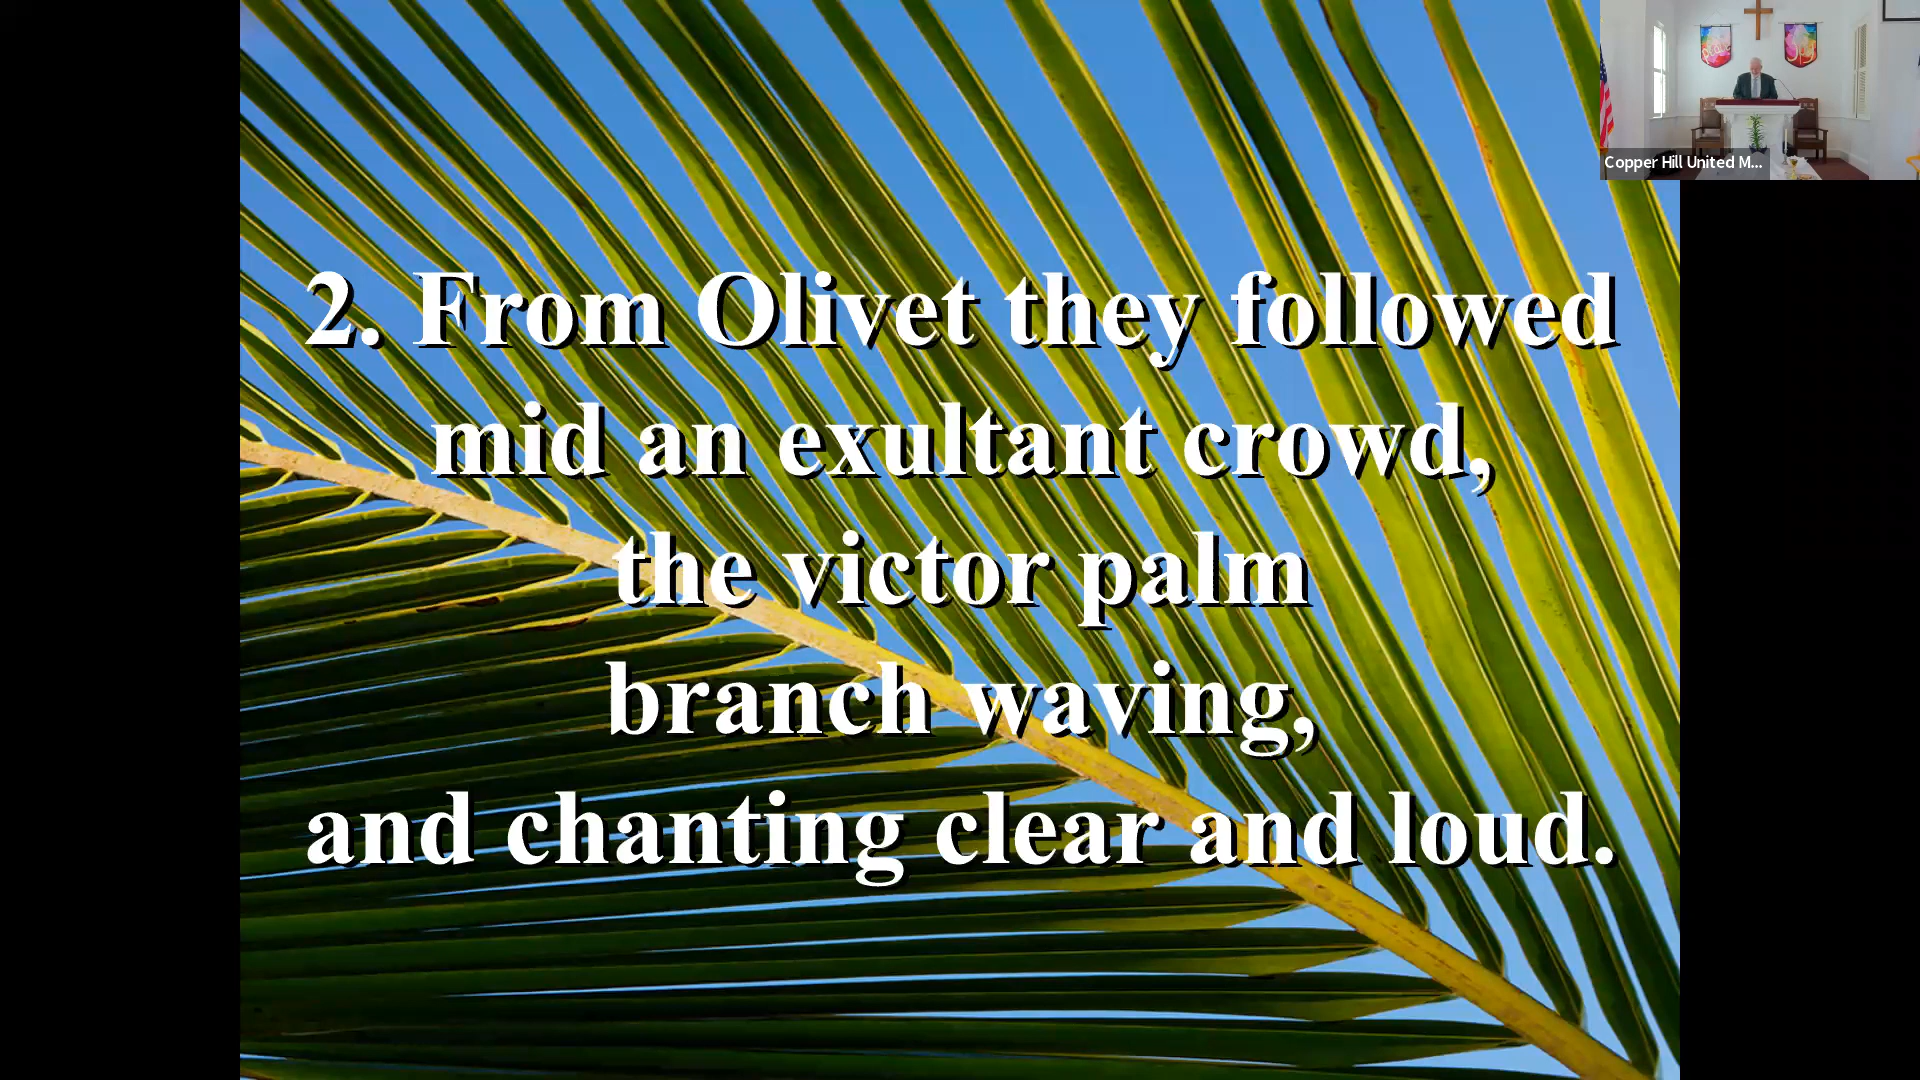 Copper Hill United M...
2. From Olivet they followed
mid an exultant crowd,
the victor palm
branch waving,
and chanting clear and loud.